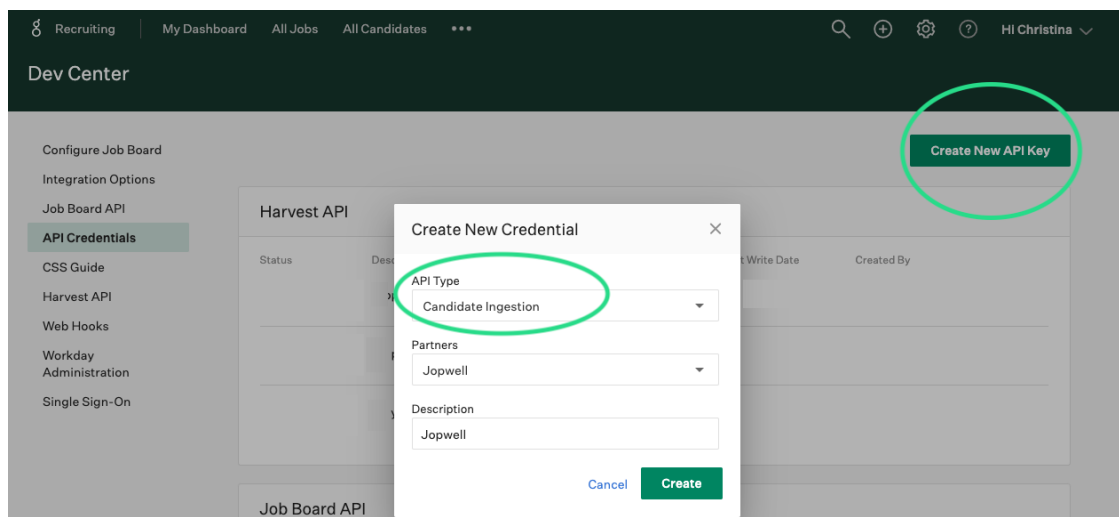 Recruiting My Dashboard All Jobs All Candidates ••• Hi Christina
Dev Center
Create New API Key
Configure Job Board
Integration Options
Job Board API
API Credentials
CSS Guide
Harvest API
Web Hooks
Workday
Administration
Single Sign-On
Harvest API
Status Desc t Write Date Created By
Create New Credential
API Type
Candidate Ingestion
Partners
Jopwell
Description
Jopwell
Cancel Create
Job Board API